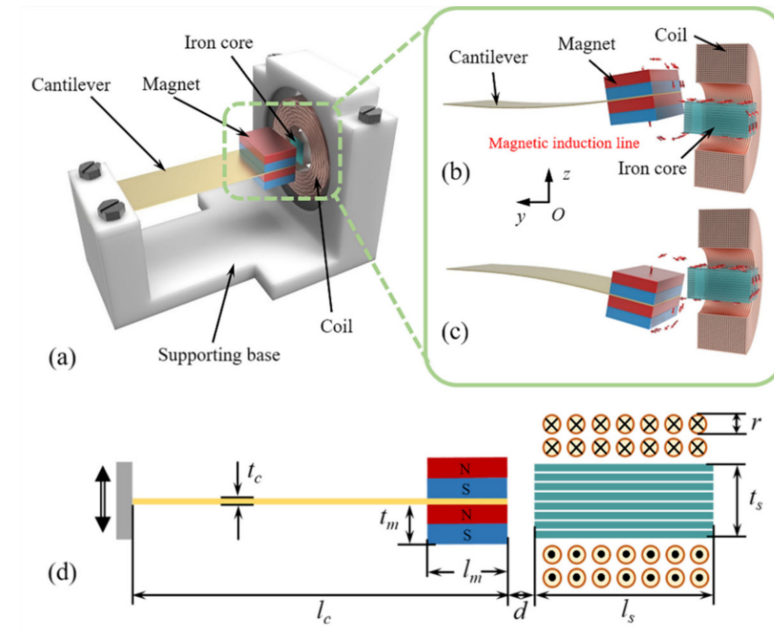 Iron core
Magnet
Cantilever
Coil
Supporting base
(a)
Coil
Magnet
Cantilever
Magnetic induction line
Iron core
(b)
z
y
O
(c)
r
t_c
N
S
N
S
t_m
t_s
l_m
(d)
l_c
d
l_s